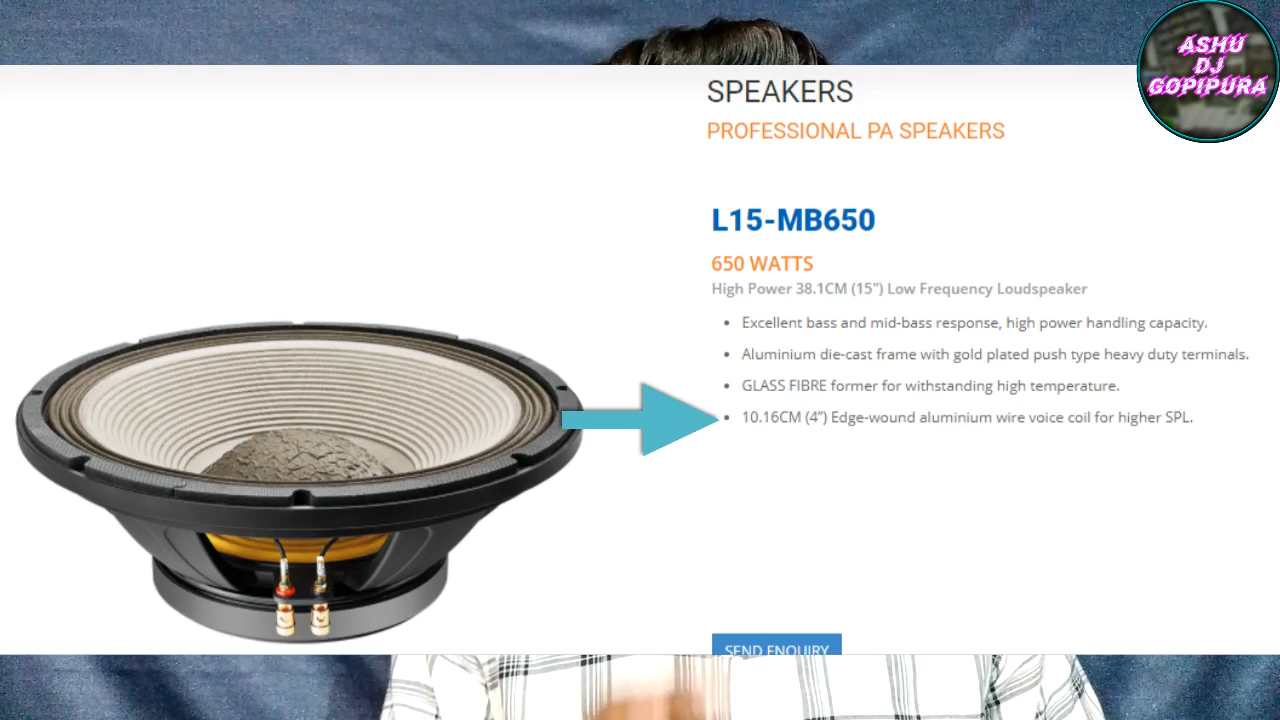 ASHU
DJ
GOPIPURA
SPEAKERS
PROFESSIONAL PA SPEAKERS
L15-MB650
650 WATTS
High Power 38.1CM (15") Low Frequency Loudspeaker
• Excellent bass and mid-bass response, high power handling capacity.
• Aluminium die-cast frame with gold plated push type heavy duty terminals.
• GLASS FIBRE former for withstanding high temperature.
• 10.16CM (4") Edge-wound aluminium wire voice coil for higher SPL.
SEND ENQUIRY